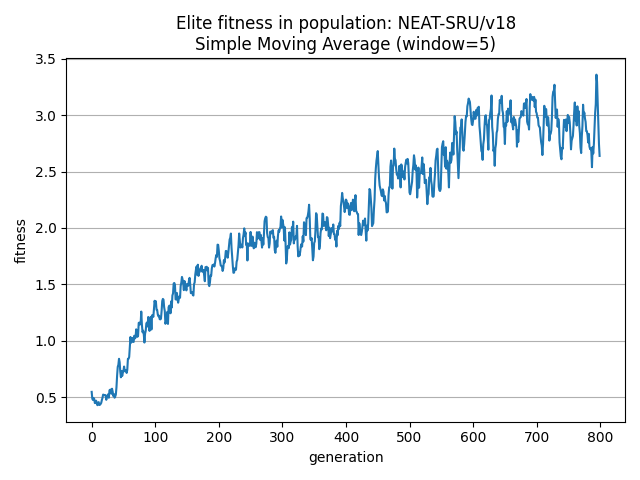 Elite fitness in population: NEAT-SRU/v18
Simple Moving Average (window=5)
3.5
3.0
2.5
2.0
1.5
1.0
0.5
fitness
0 100 200 300 400 500 600 700 800
generation